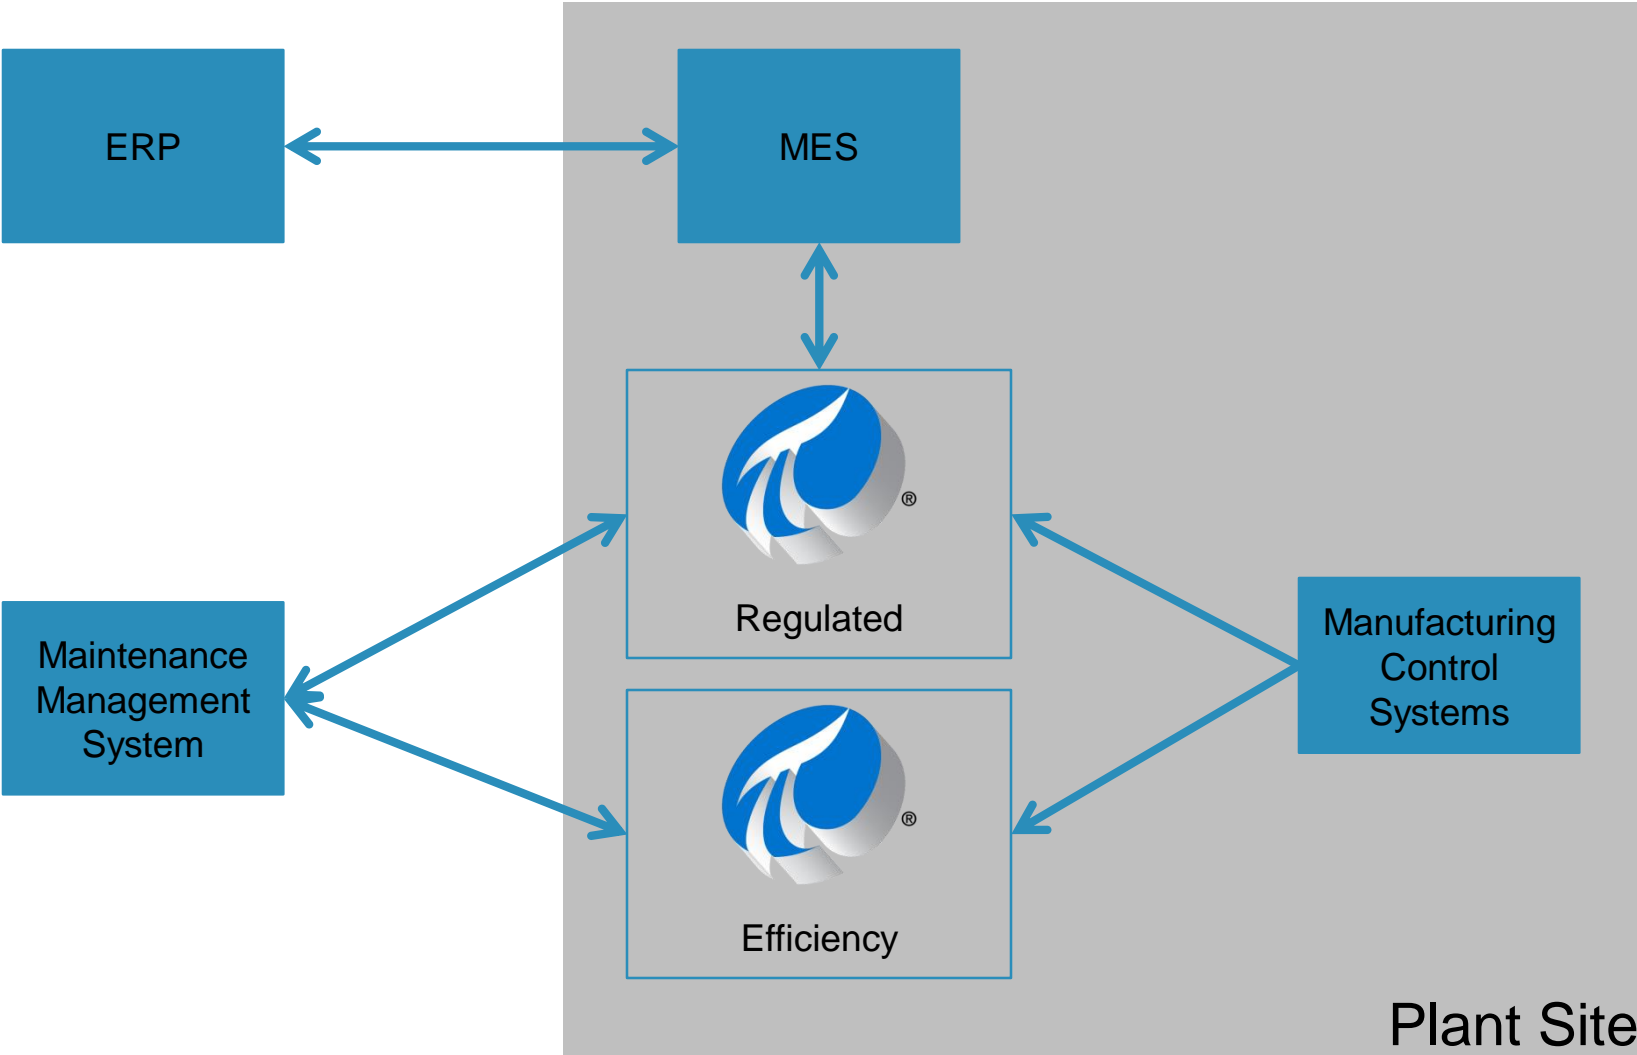 ERP
MES
®
Regulated
Maintenance
Management
System
Manufacturing
Control
Systems
®
Efficiency
Plant Site